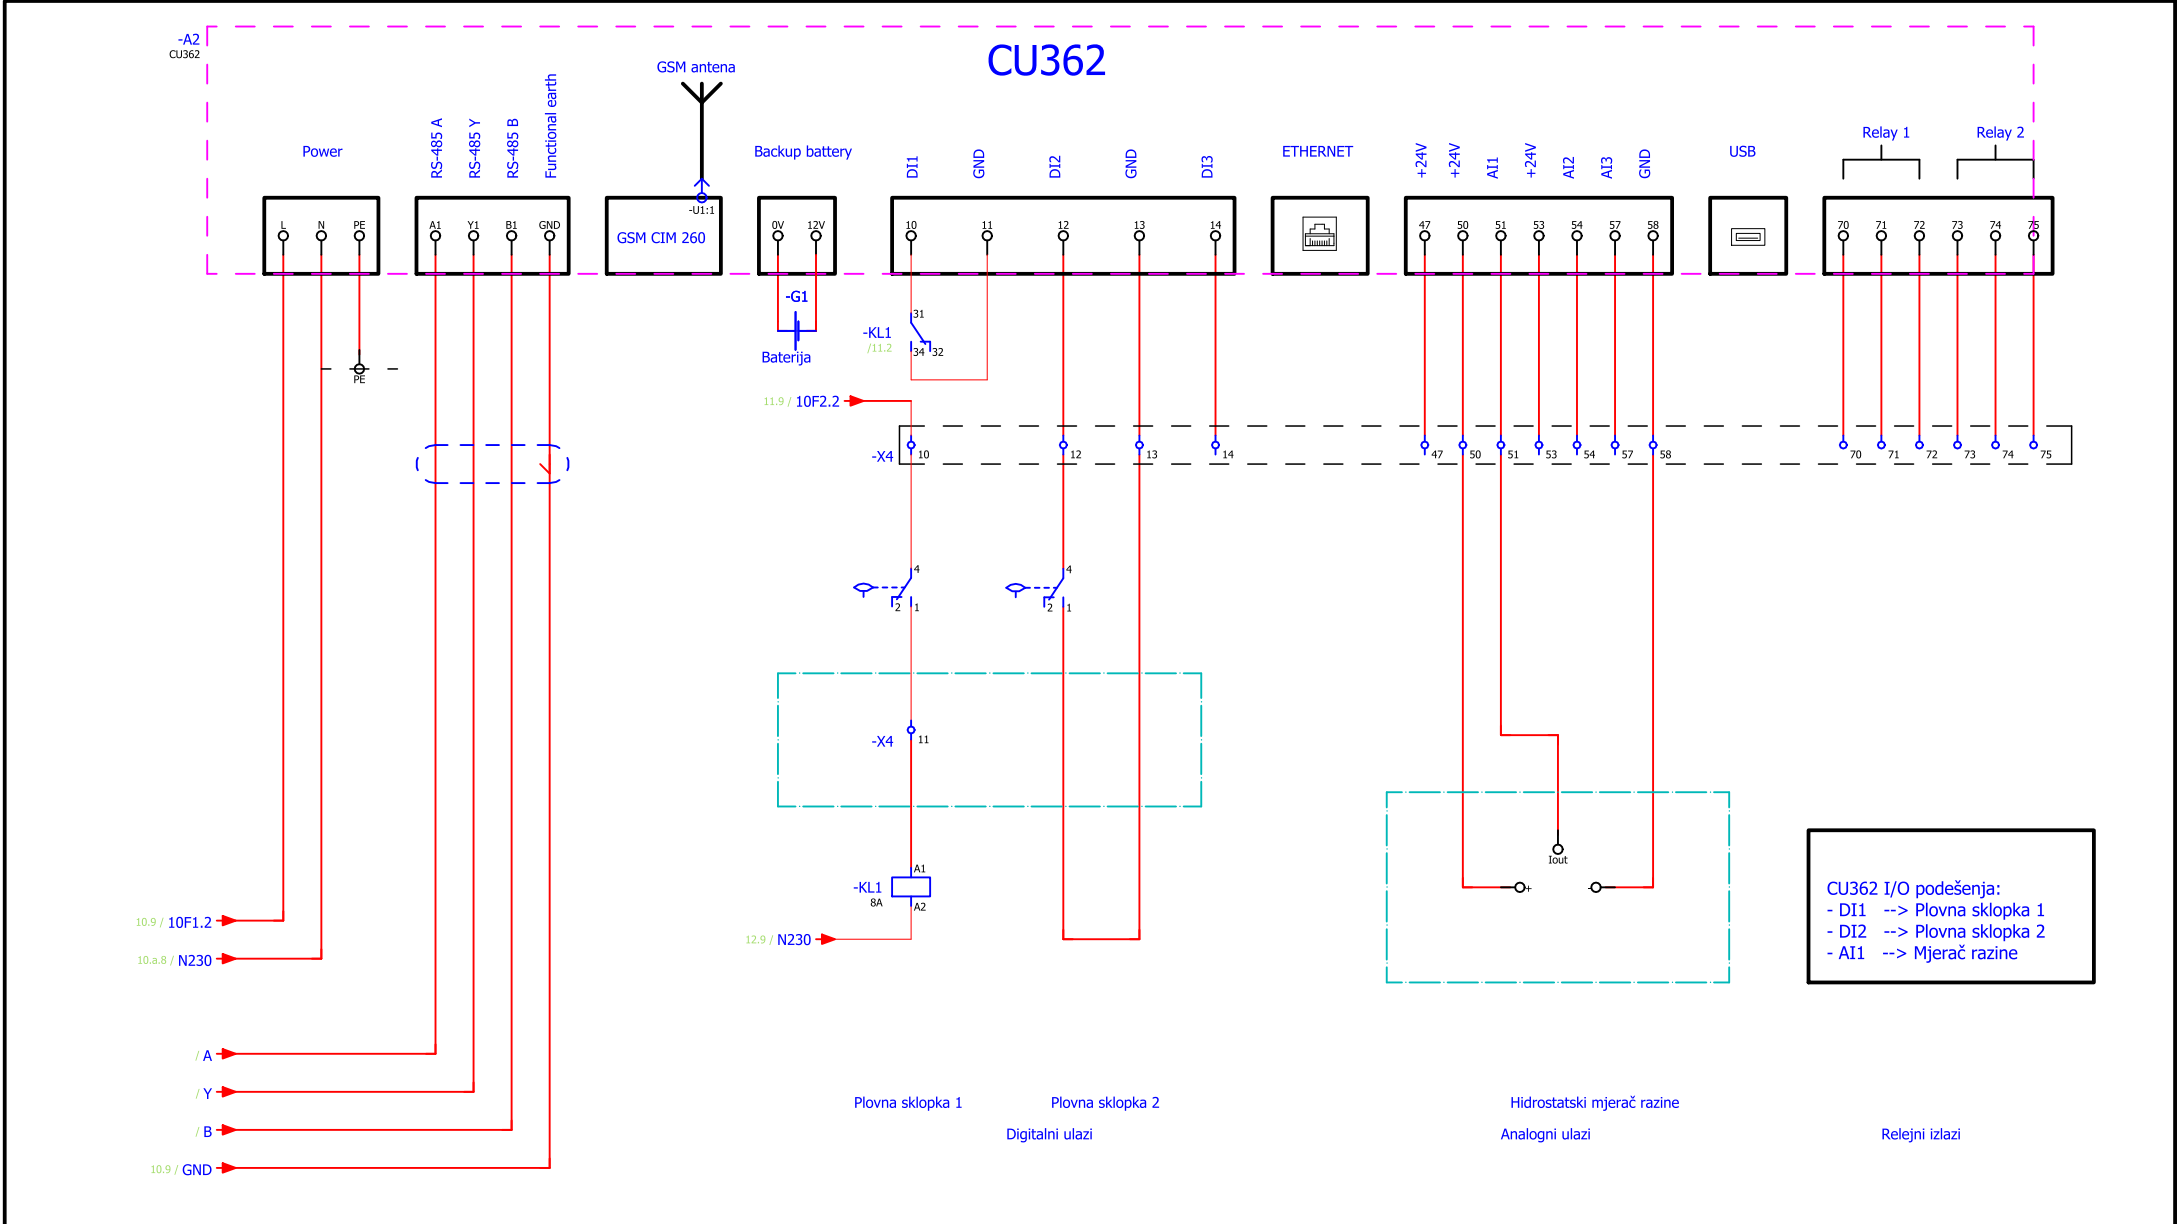 -A2
CU362
CU362
GSM antena
Power
RS-485 A
RS-485 Y
RS-485 B
Functional earth
Backup battery
DI1
GND
DI2
GND
DI3
ETHERNET
+24V
+24V
AI1
+24V
AI2
AI3
GND
USB
Relay 1
Relay 2
L
N
PE
A1
Y1
B1
GND
-U1:1
GSM CIM 260
0V
12V
10
11
12
13
14
47
50
51
53
54
57
58
70
71
72
73
74
75
-G1
Baterija
-KL1
/11.2
31
34
32
PE
11.9 / 10F2.2
-X4
10
12
13
14
47
50
51
53
54
57
58
70
71
72
73
74
75
4
2
1
4
2
1
-X4
11
-KL1
8A
A1
A2
12.9 / N230
Iout
+
-
10.9 / 10F1.2
10.a.8 / N230
/ A
/ Y
/ B
10.9 / GND
CU362 I/O podešenja:
- DI1 --> Plovna sklopka 1
- DI2 --> Plovna sklopka 2
- AI1 --> Mjerač razine
Plovna sklopka 1
Plovna sklopka 2
Hidrostatski mjerač razine
Digitalni ulazi
Analogni ulazi
Relejni izlazi